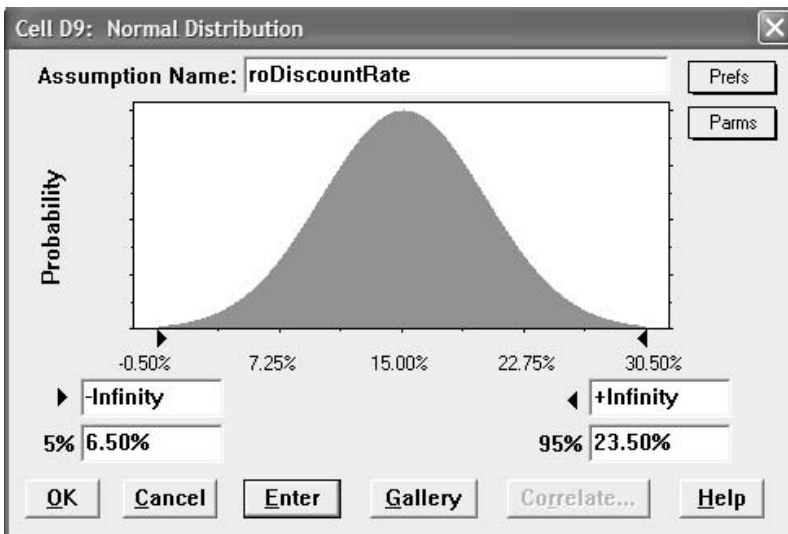 Cell D9: Normal Distribution
Assumption Name: roDiscountRate
Prefs
Parms
Probability
-0.50% 7.25% 15.00% 22.75% 30.50%
-Infinity +Infinity
5% 6.50% 95% 23.50%
OK Cancel Enter Gallery Correlate... Help